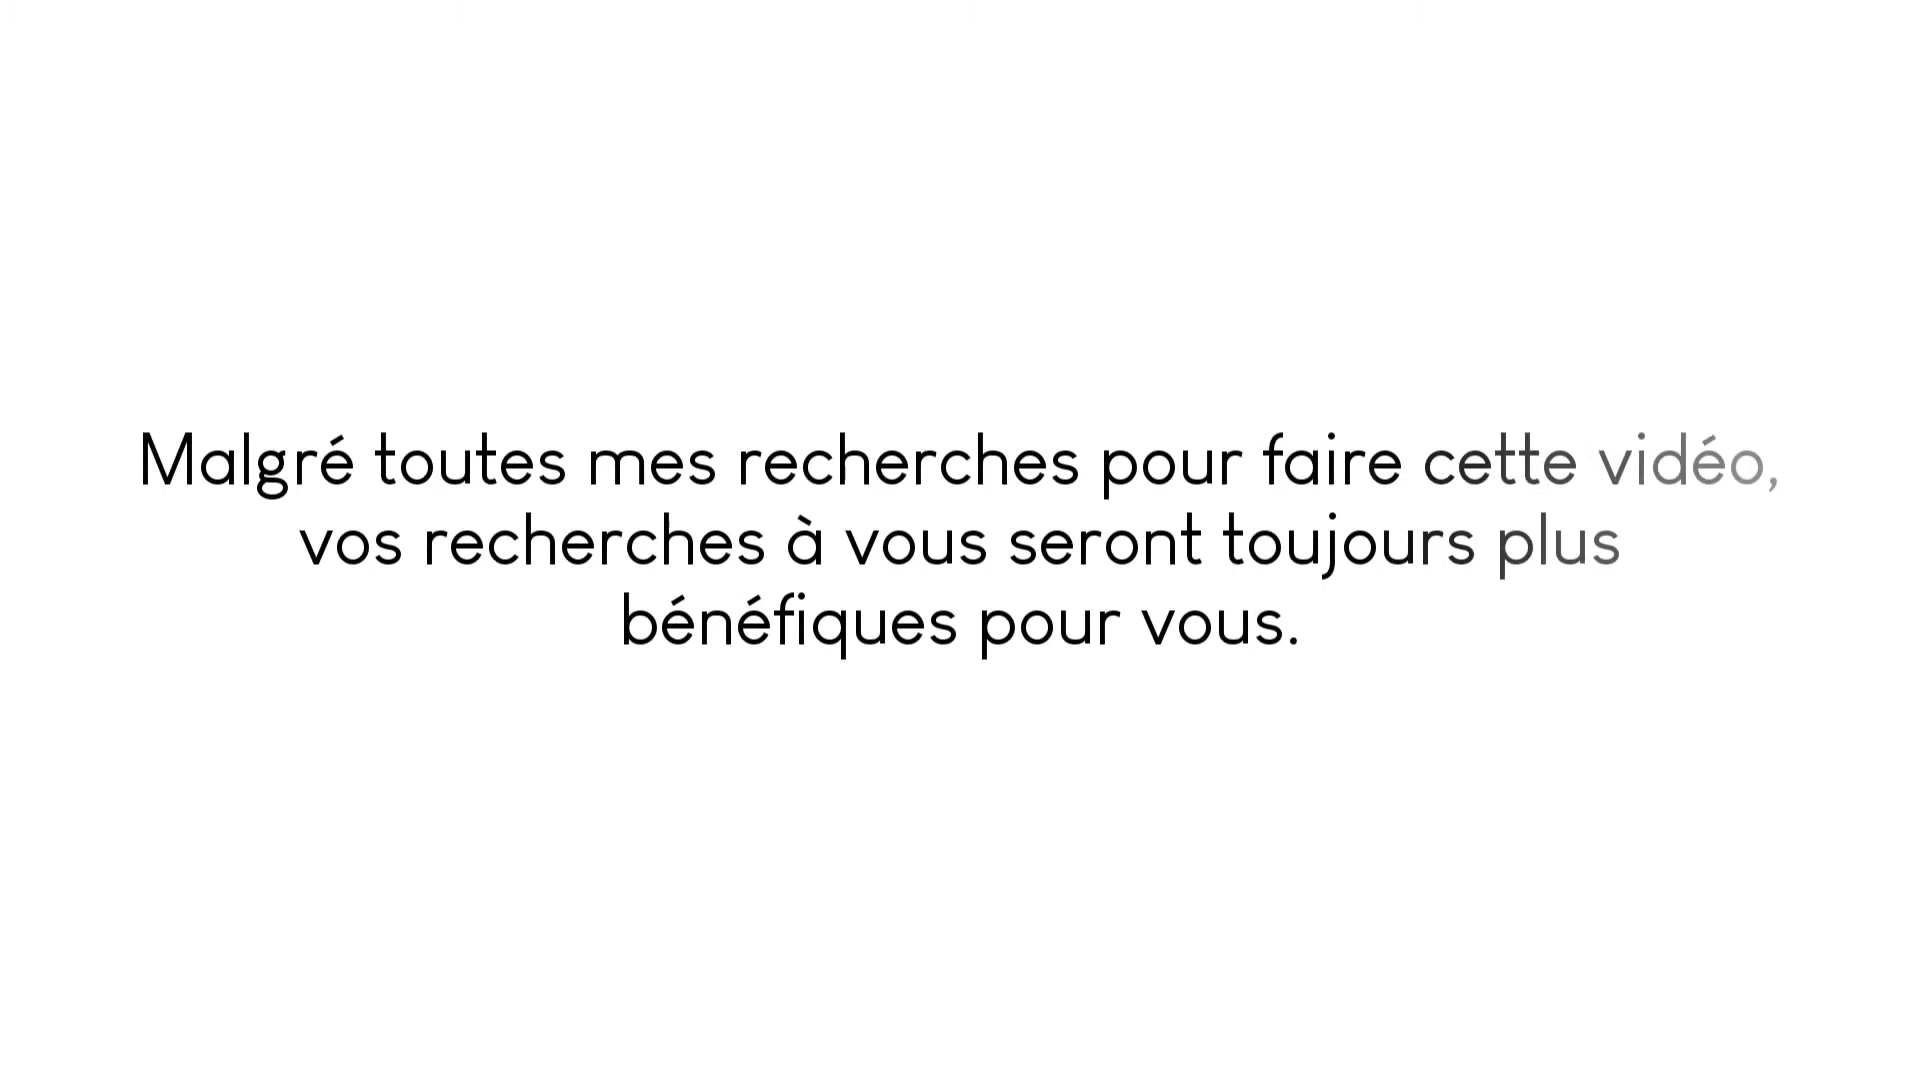 Malgré toutes mes recherches pour faire cette vidéo,
vos recherches à vous seront toujours plus
bénéfiques pour vous.